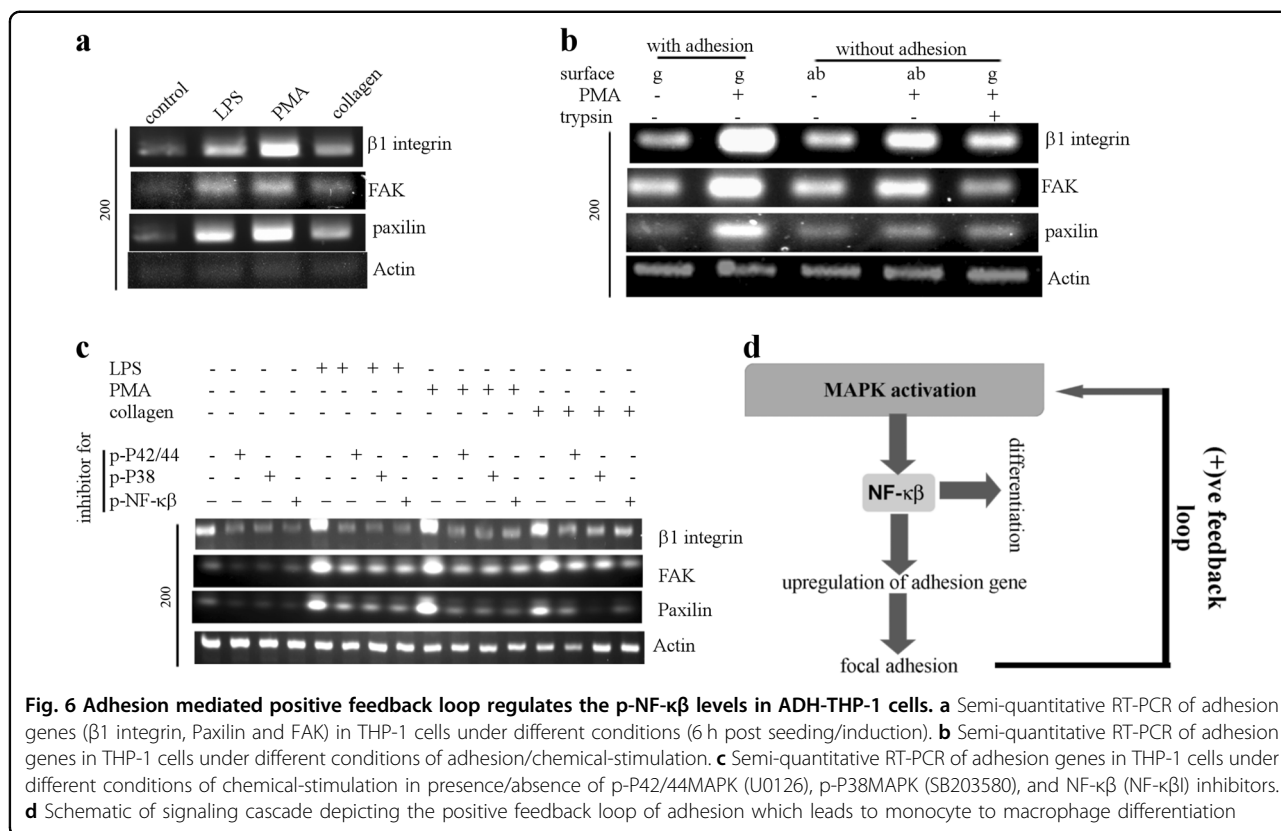 a
control LPS PMA collagen
β1 integrin
FAK
paxilin
Actin
200
b
with adhesion without adhesion
surface g g ab ab g
PMA - + - + +
trypsin - - - - +
β1 integrin
FAK
paxilin
Actin
200
c
LPS - - - - + + + + - - - - - - - -
PMA - - - - - - - - + + + + - - - -
collagen - - - - - - - - - - - - + + + +
inhibitor for
p-P42/44 - + - - - + - - - + - - - + - -
p-P38 - - + - - - + - - - + - - - + -
p-NF-κβ - - - + - - - + - - - + - - - +
β1 integrin
FAK
Paxilin
Actin
200
d
MAPK activation
NF-κβ
differentiation
upregulation of adhesion gene
focal adhesion
(+)ve feedback
loop
Fig. 6 Adhesion mediated positive feedback loop regulates the p-NF-κβ levels in ADH-THP-1 cells. a Semi-quantitative RT-PCR of adhesion
genes (β1 integrin, Paxilin and FAK) in THP-1 cells under different conditions (6 h post seeding/induction). b Semi-quantitative RT-PCR of adhesion
genes in THP-1 cells under different conditions of adhesion/chemical-stimulation. c Semi-quantitative RT-PCR of adhesion genes in THP-1 cells under
different conditions of chemical-stimulation in presence/absence of p-P42/44MAPK (U0126), p-P38MAPK (SB203580), and NF-κβ (NF-κβI) inhibitors.
d Schematic of signaling cascade depicting the positive feedback loop of adhesion which leads to monocyte to macrophage differentiation